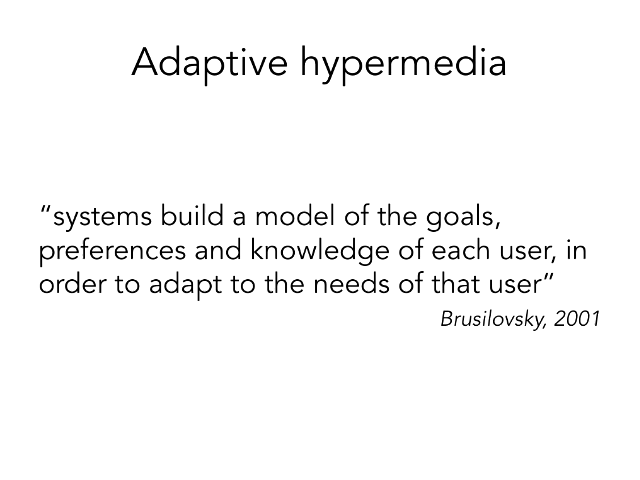 Adaptive hypermedia
“systems build a model of the goals,
preferences and knowledge of each user, in
order to adapt to the needs of that user”
Brusilovsky, 2001